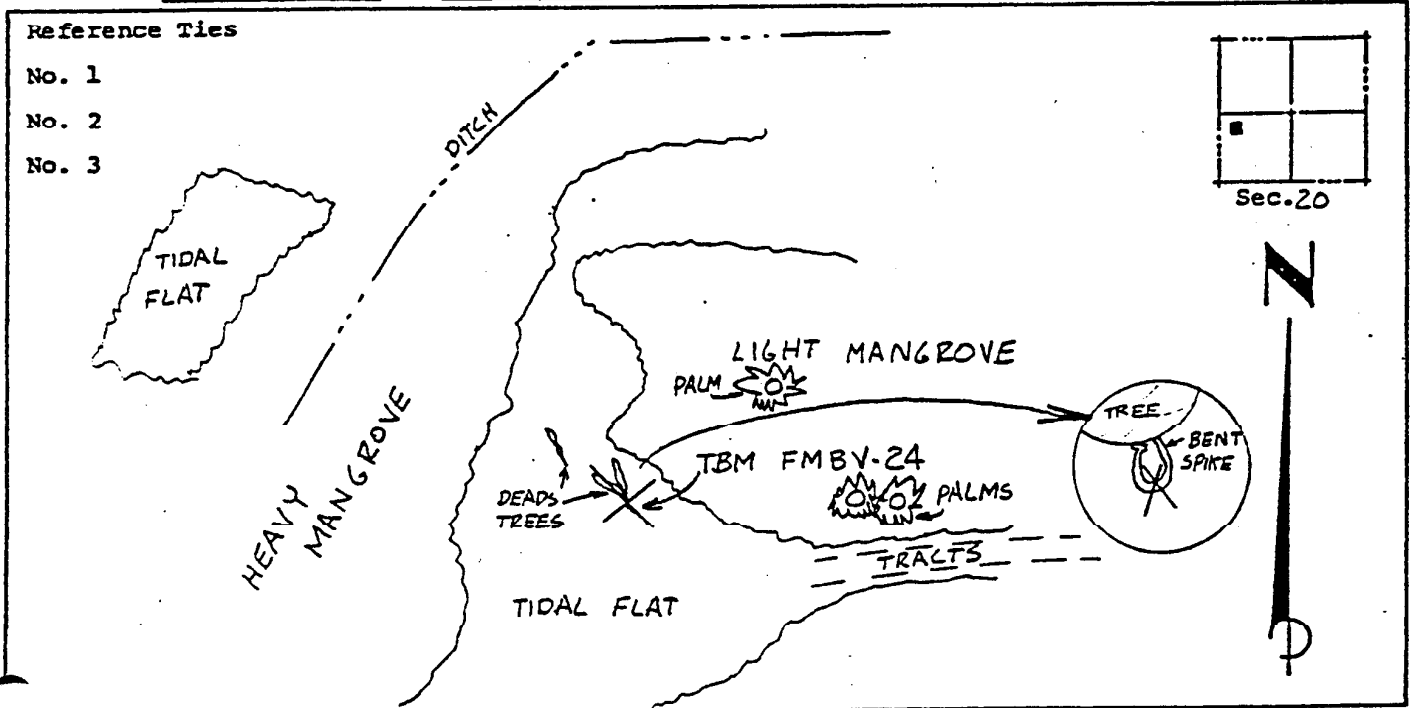 Reference Ties
No. 1
No. 2
No. 3
DITCH
Sec.20
TIDAL
FLAT
N
LIGHT MANGROVE
PALM
TREE
BENT
SPIKE
HEAVY
MANGROVE
TBM FMBV-24
DEADS
TREES
PALMS
TRACTS
TIDAL FLAT